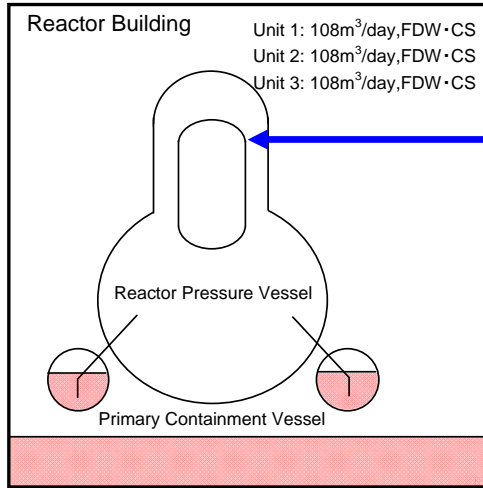 Reactor Building
Unit 1: 108m³/day,FDW・CS
Unit 2: 108m³/day,FDW・CS
Unit 3: 108m³/day,FDW・CS
Reactor Pressure Vessel
Primary Containment Vessel